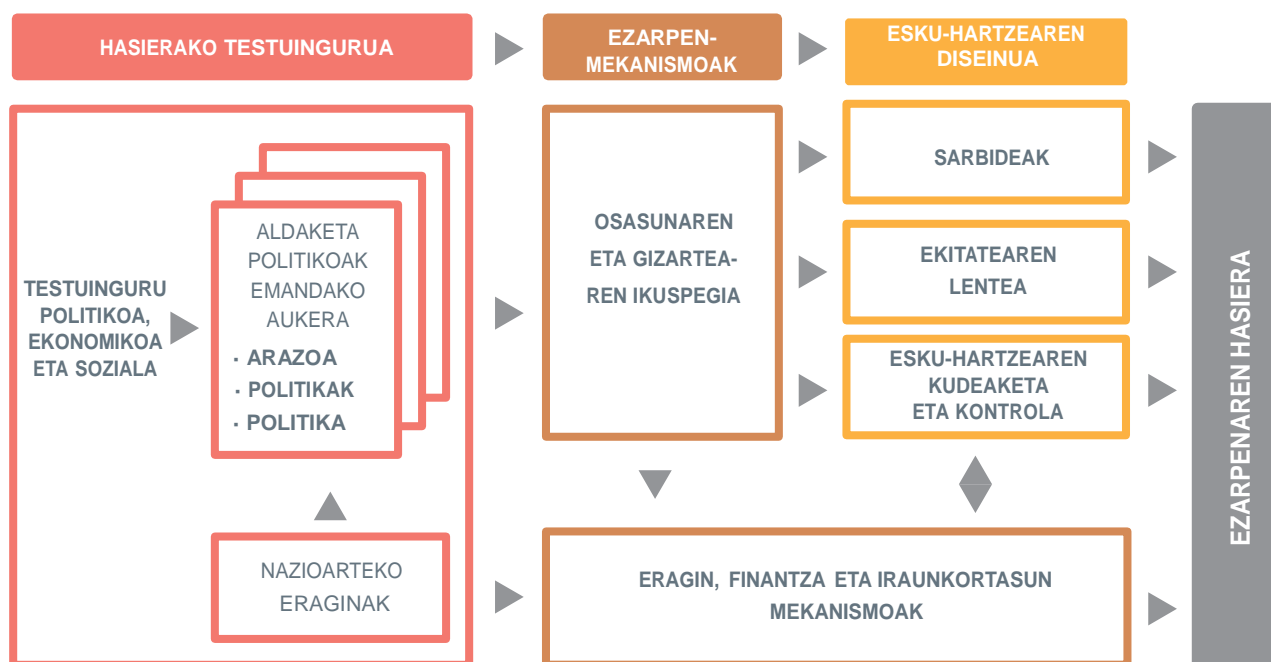 HASIERAKO TESTUINGURUA
EZARPEN-
MEKANISMOAK
ESKU-HARTZEAREN
DISEINUA
TESTUINGURU
POLITIKOA,
EKONOMIKOA
ETA SOZIALA
ALDAKETA
POLITIKOAK
EMANDAKO
AUKERA
· ARAZOA
· POLITIKAK
· POLITIKA
NAZIOARTEKO
ERAGINAK
OSASUNAREN
ETA GIZARTEA-
REN IKUSPEGIA
SARBIDEAK
EKITATEAREN
LENTEA
ESKU-HARTZEAREN
KUDEAKETA
ETA KONTROLA
ERAGIN, FINANTZA ETA IRAUNKORTASUN
MEKANISMOAK
EZARPENAREN HASIERA